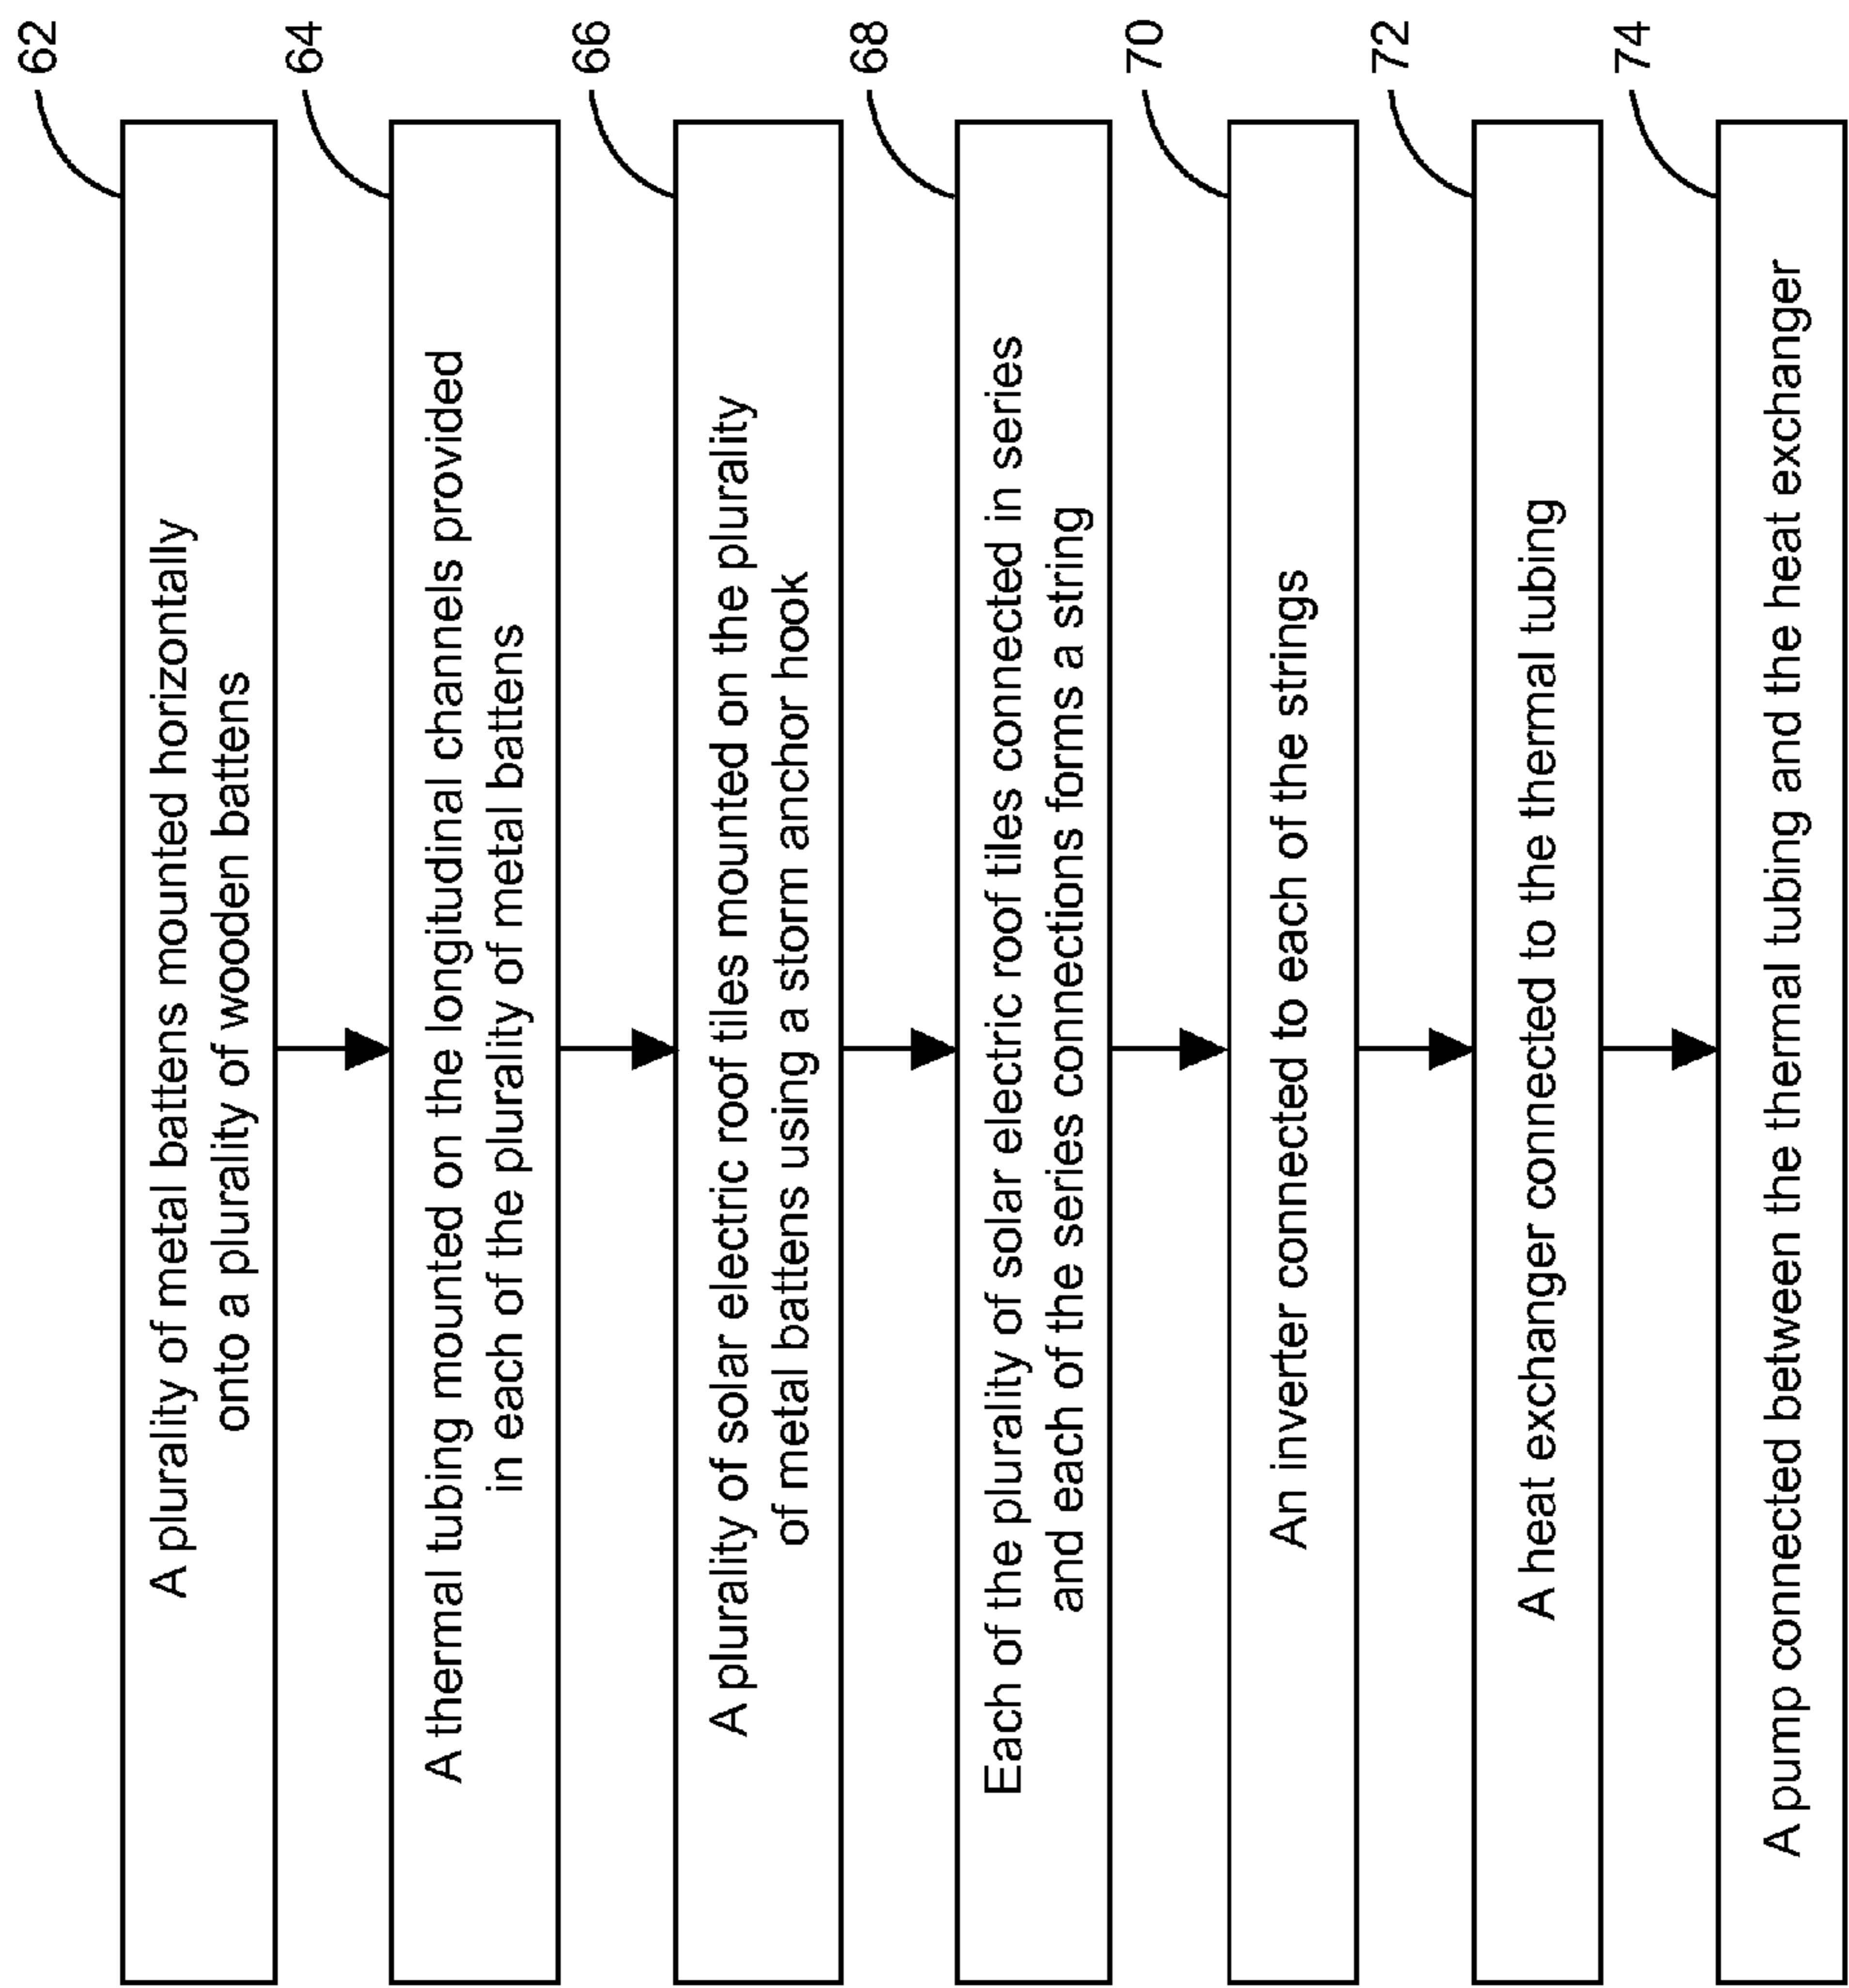 62
A plurality of metal battens mounted horizontally
onto a plurality of wooden battens
64
A thermal tubing mounted on the longitudinal channels provided
in each of the plurality of metal battens
66
A plurality of solar electric roof tiles mounted on the plurality
of metal battens using a storm anchor hook
68
Each of the plurality of solar electric roof tiles connected in series
and each of the series connections forms a string
70
An inverter connected to each of the strings
72
A heat exchanger connected to the thermal tubing
74
A pump connected between the thermal tubing and the heat exchanger